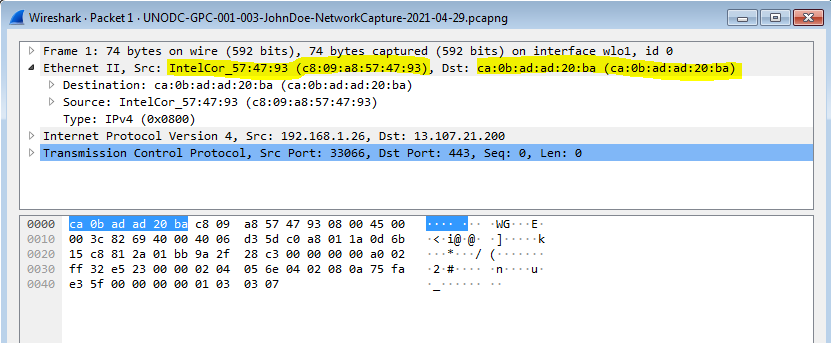 Wireshark · Packet 1 · UNODC-GPC-001-003-JohnDoe-NetworkCapture-2021-04-29.pcapng
Frame 1: 74 bytes on wire (592 bits), 74 bytes captured (592 bits) on interface wlo1, id 0
Ethernet II, Src: IntelCor_57:47:93 (c8:09:a8:57:47:93), Dst: ca:0b:ad:ad:20:ba (ca:0b:ad:ad:20:ba)
Destination: ca:0b:ad:ad:20:ba (ca:0b:ad:ad:20:ba)
Source: IntelCor_57:47:93 (c8:09:a8:57:47:93)
Type: IPv4 (0x0800)
Internet Protocol Version 4, Src: 192.168.1.26, Dst: 13.107.21.200
Transmission Control Protocol, Src Port: 33066, Dst Port: 443, Seq: 0, Len: 0
0000 ca 0b ad ad 20 ba c8 09 a8 57 47 93 08 00 45 00 ···· ·· ·WG···E·
0010 00 3c 82 69 40 00 40 06 d3 5d c0 a8 01 1a 0d 6b ·<·i@·@· ·]·····k
0020 15 c8 81 2a 01 bb 9a 2f 28 c3 00 00 00 00 a0 02 ···*···/ (·······
0030 ff 32 e5 23 00 00 02 04 05 6e 04 02 08 0a 75 fa ·2·#···· ·n····u·
0040 e3 5f 00 00 00 00 01 03 03 07 ·_······ ··